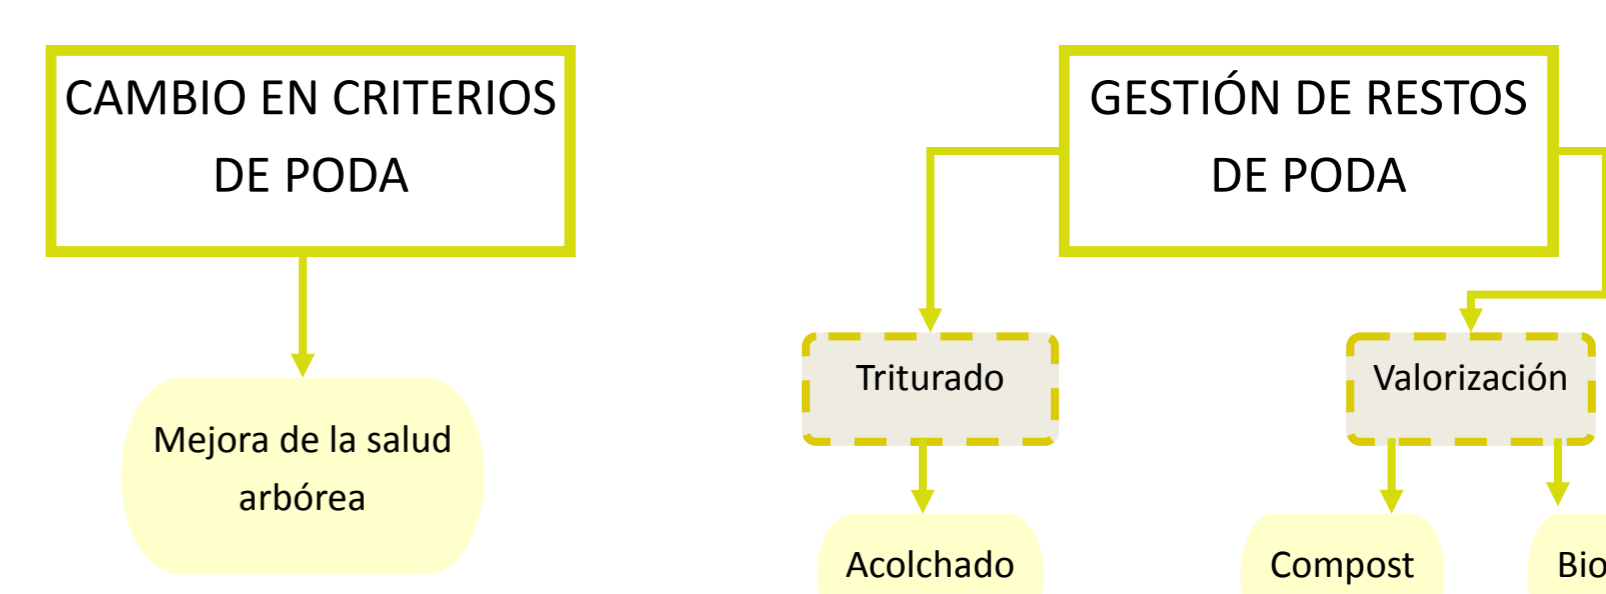 CAMBIO EN CRITERIOS
DE PODA
GESTIÓN DE RESTOS
DE PODA
Triturado
Valorización
Mejora de la salud
arbórea
Acolchado
Compost
Bio